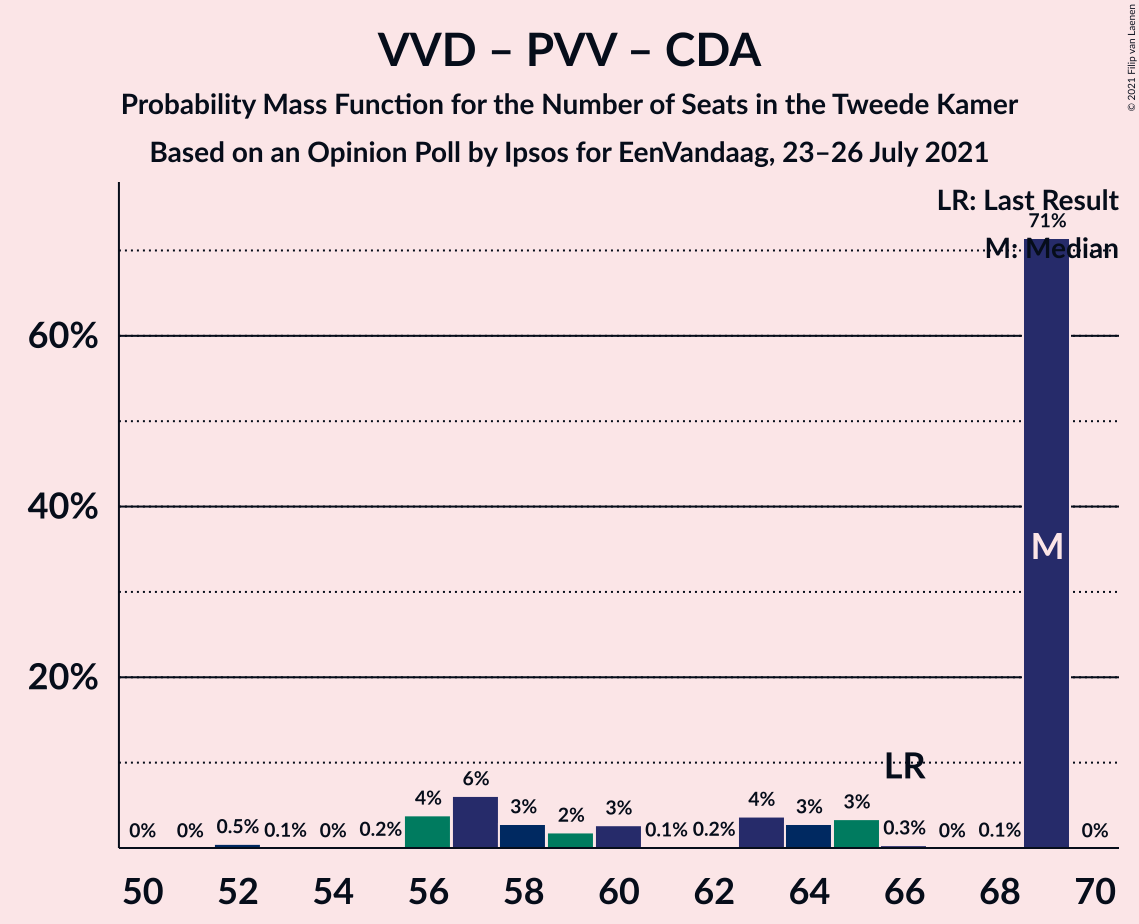 VVD – PVV – CDA
Probability Mass Function for the Number of Seats in the Tweede Kamer
Based on an Opinion Poll by Ipsos for EenVandaag, 23–26 July 2021
© 2021 Filip van Laenen
LR: Last Result
71%
M: Median
60%
40%
M
20%
LR
0% 0% 0.5% 0.1% 0% 0.2% 4% 6% 3% 2% 3% 0.1% 0.2% 4% 3% 3% 0.3% 0% 0.1% 0%
50 52 54 56 58 60 62 64 66 68 70